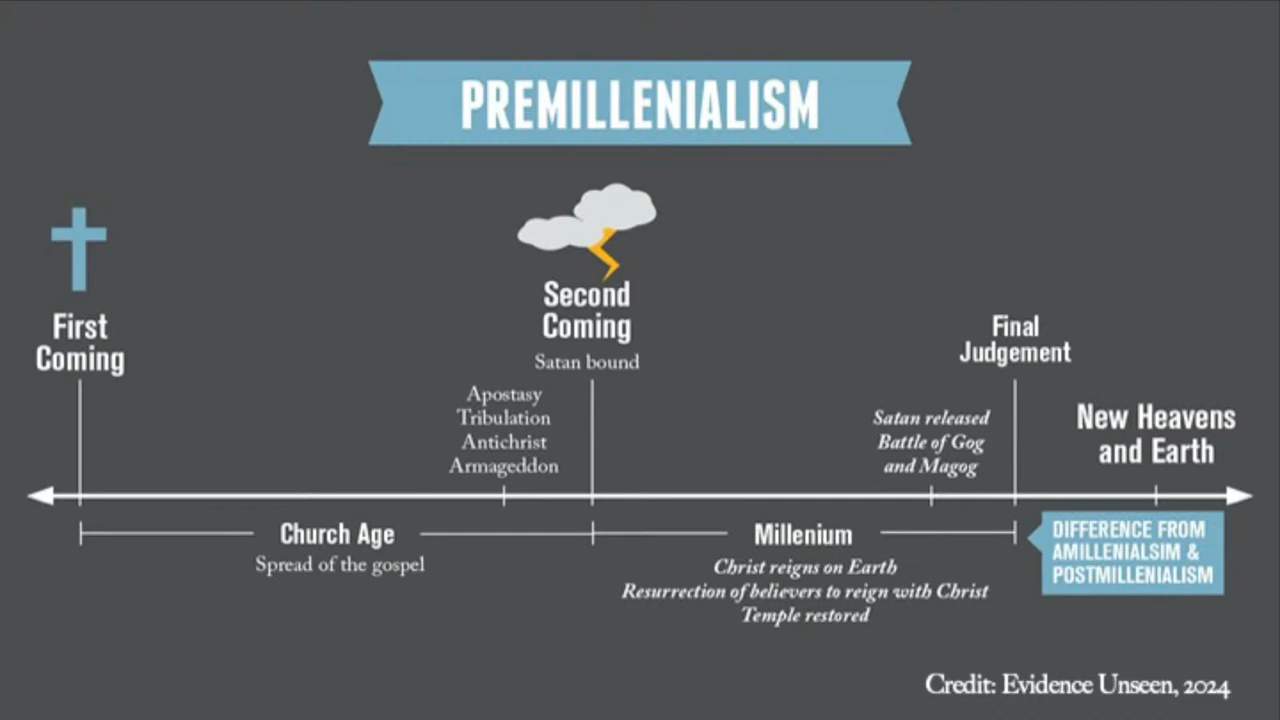 PREMILLENIALISM
First
Coming
Second
Coming
Satan bound
Apostasy
Tribulation
Antichrist
Armageddon
Final
Judgement
Satan released
Battle of Gog
and Magog
New Heavens
and Earth
Church Age
Spread of the gospel
Millenium
Christ reigns on Earth
Resurrection of believers to reign with Christ
Temple restored
DIFFERENCE FROM
AMILLENIALSIM &
POSTMILLENIALISM
Credit: Evidence Unseen, 2024